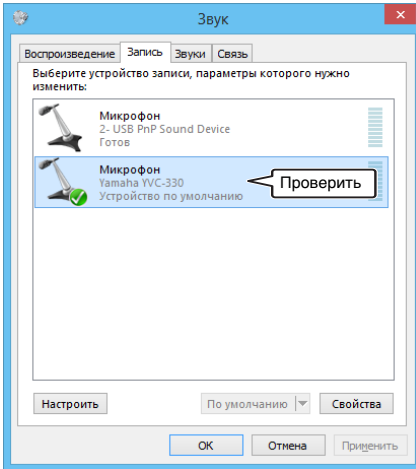 Звук
Воспроизведение Запись Звуки Связь
Выберите устройство записи, параметры которого нужно
изменить:
Микрофон
2- USB PnP Sound Device
Готов
Микрофон
Yamaha YVC-330
Устройство по умолчанию
Проверить
Настроить По умолчанию Свойства
ОК Отмена Применить